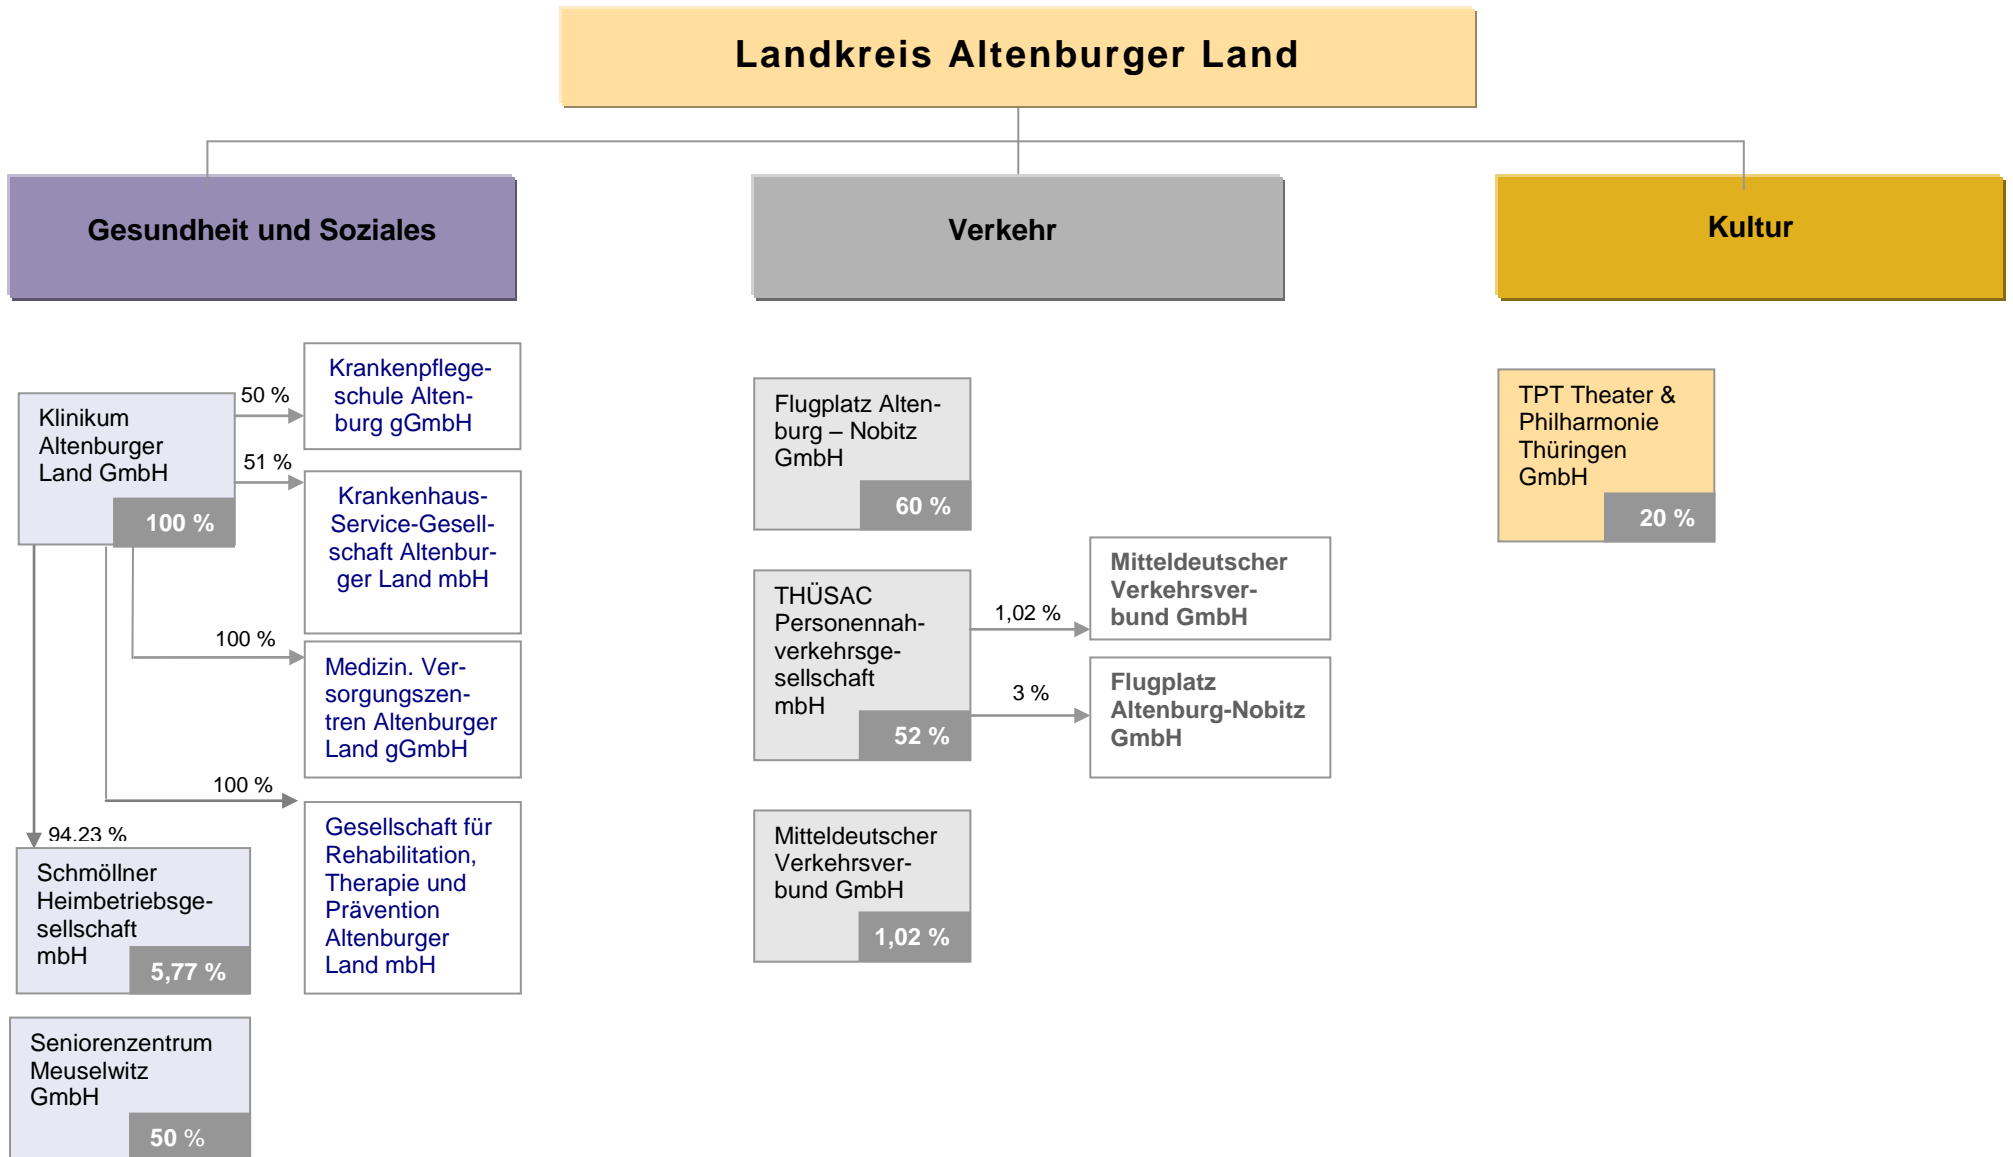 Landkreis Altenburger Land
Gesundheit und Soziales
Verkehr
Kultur
Klinikum
Altenburger
Land GmbH
100 %
50 %
Krankenpflege-
schule Alten-
burg gGmbH
51 %
Krankenhaus-
Service-Gesell-
schaft Altenbur-
ger Land mbH
100 %
Medizin. Ver-
sorgungszen-
tren Altenburger
Land gGmbH
100 %
Gesellschaft für
Rehabilitation,
Therapie und
Prävention
Altenburger
Land mbH
94.23 %
Schmöllner
Heimbetriebsge-
sellschaft
mbH
5,77 %
Seniorenzentrum
Meuselwitz
GmbH
50 %
Flugplatz Alten-
burg – Nobitz
GmbH
60 %
THÜSAC
Personennah-
verkehrsge-
sellschaft
mbH
52 %
1,02 %
Mitteldeutscher
Verkehrsver-
bund GmbH
3 %
Flugplatz
Altenburg-Nobitz
GmbH
Mitteldeutscher
Verkehrsver-
bund GmbH
1,02 %
TPT Theater &
Philharmonie
Thüringen
GmbH
20 %